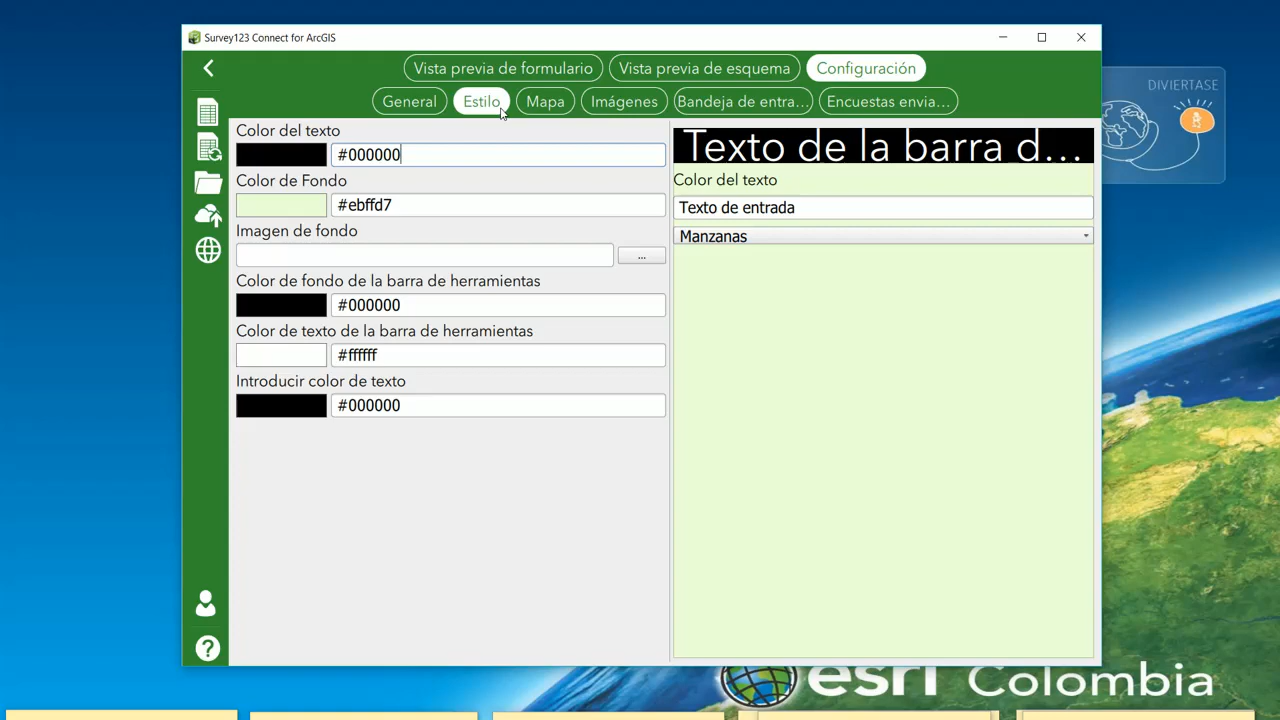 Survey123 Connect for ArcGIS
Vista previa de formulario
Vista previa de esquema
Configuración
General
Estilo
Mapa
Imágenes
Bandeja de entra...
Encuestas envia...
Color del texto
#000000
Color de Fondo
#ebffd7
Imagen de fondo
...
Color de fondo de la barra de herramientas
#000000
Color de texto de la barra de herramientas
#ffffff
Introducir color de texto
#000000
Texto de la barra d...
Color del texto
Texto de entrada
Manzanas
DIVIERTASE
esri Colombia